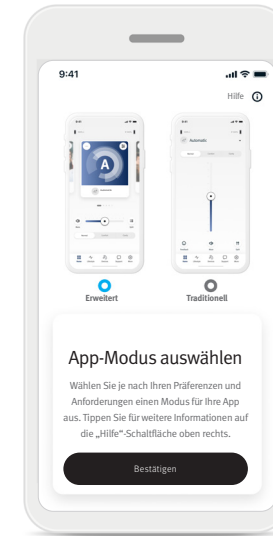 9:41
Hilfe
A
Automatic
Erweitert
Traditionell
App-Modus auswählen
Wählen Sie je nach Ihren Präferenzen und
Anforderungen einen Modus für Ihre App
aus. Tippen Sie für weitere Informationen auf
die „Hilfe“-Schaltfläche oben rechts.
Bestätigen